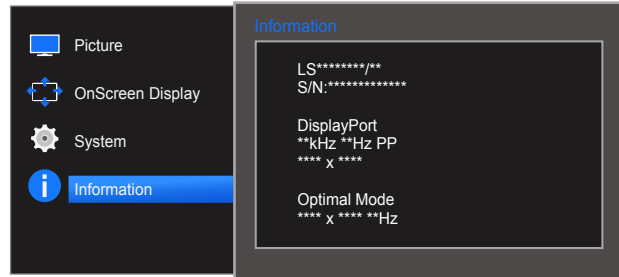 Picture
OnScreen Display
System
Information
Information
LS********/**
S/N:*************
DisplayPort
**kHz **Hz PP
**** x ****
Optimal Mode
**** x **** **Hz